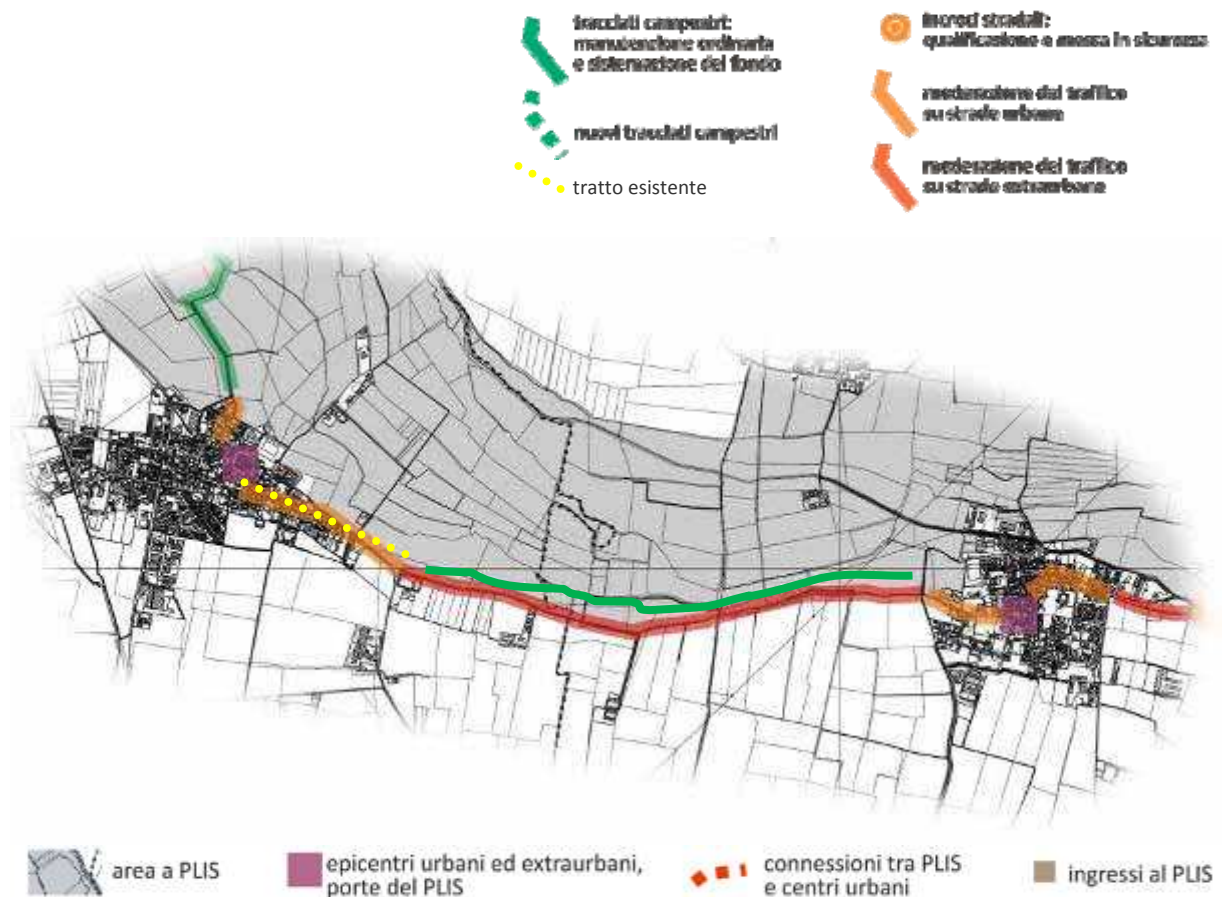 tracciati campestri:
manutenzione ordinaria
e sistemazione del fondo
nuovi tracciati campestri
tratto esistente
incroci stradali:
qualificazione e messa in sicurezza
moderazione del traffico
su strade urbane
moderazione del traffico
su strade extraurbane
area a PLIS
epicentri urbani ed extraurbani,
porte del PLIS
connessioni tra PLIS
e centri urbani
ingressi al PLIS